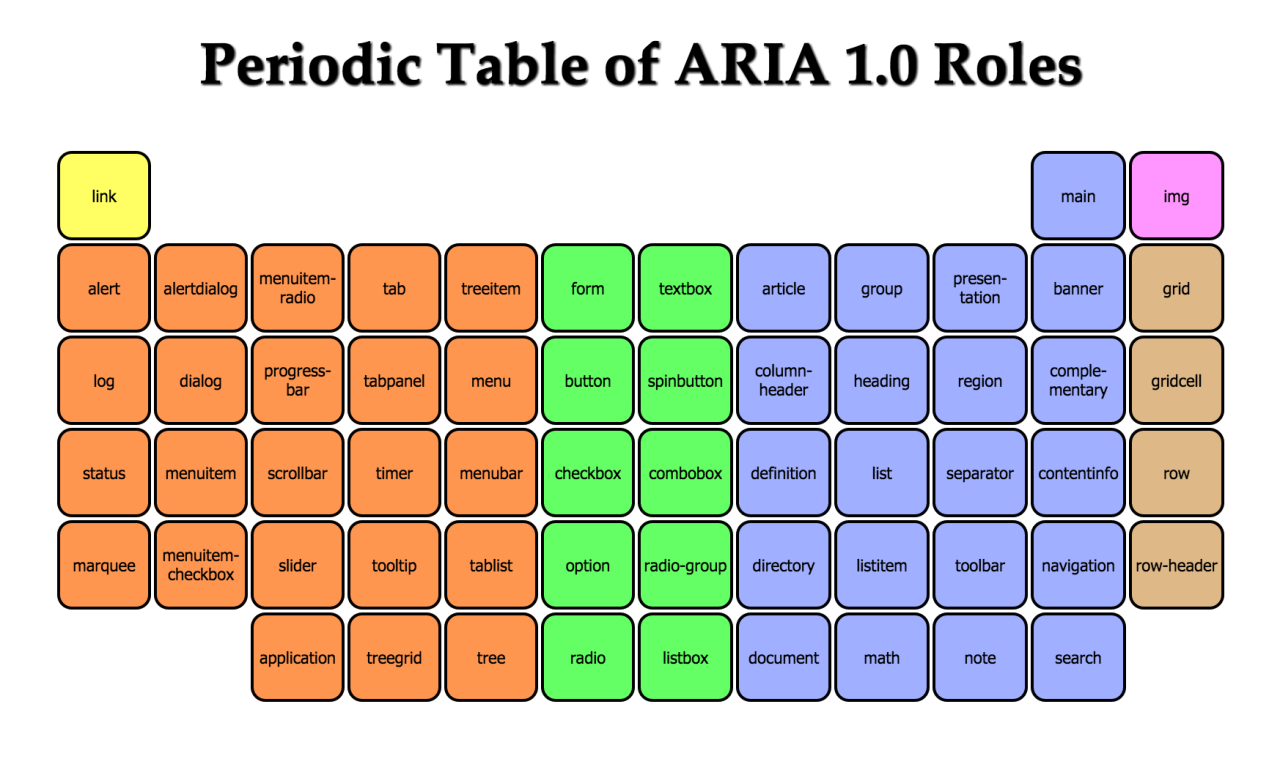 Periodic Table of ARIA 1.0 Roles
link
main
img
alert
alertdialog
menuitem-
radio
tab
treeitem
form
textbox
article
group
presen-
tation
banner
grid
log
dialog
progress-
bar
tabpanel
menu
button
spinbutton
column-
header
heading
region
comple-
mentary
gridcell
status
menuitem
scrollbar
timer
menubar
checkbox
combobox
definition
list
separator
contentinfo
row
marquee
menuitem-
checkbox
slider
tooltip
tablist
option
radio-group
directory
listitem
toolbar
navigation
row-header
application
treegrid
tree
radio
listbox
document
math
note
search